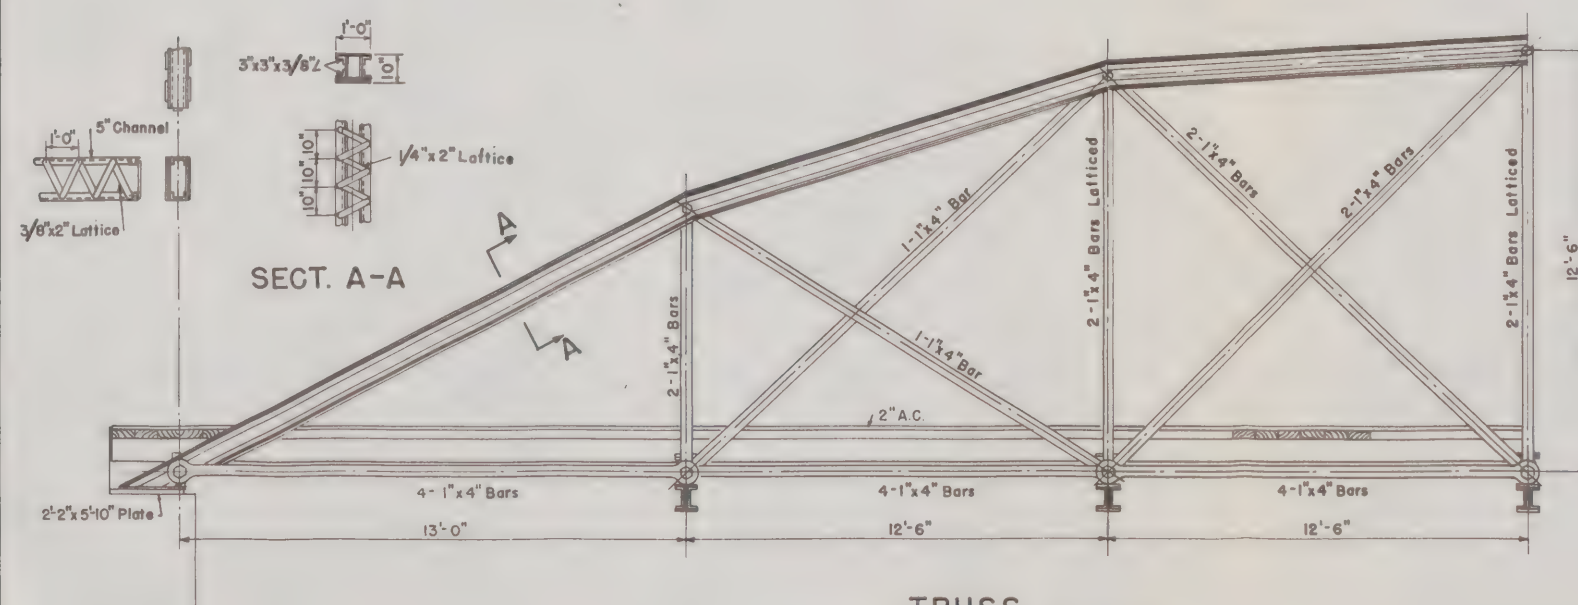 1'-0"
3"x3"x3/8"∠
10"
5" Channel
1'-0"
3/8"x2" Lattice
10"
10"
10"
1/4"x2" Lattice
SECT. A-A
A
A
2-1"x4" Bars
1-1"x4" Bar
1-1"x4" Bar
2-1"x4" Bars Latticed
2-1"x4" Bars
2-1"x4" Bars
2-1"x4" Bars Latticed
12'-6"
2" A.C.
4-1"x4" Bars
4-1"x4" Bars
4-1"x4" Bars
2'-2"x5'-10" Plate
13'-0"
12'-6"
12'-6"
TRUSS